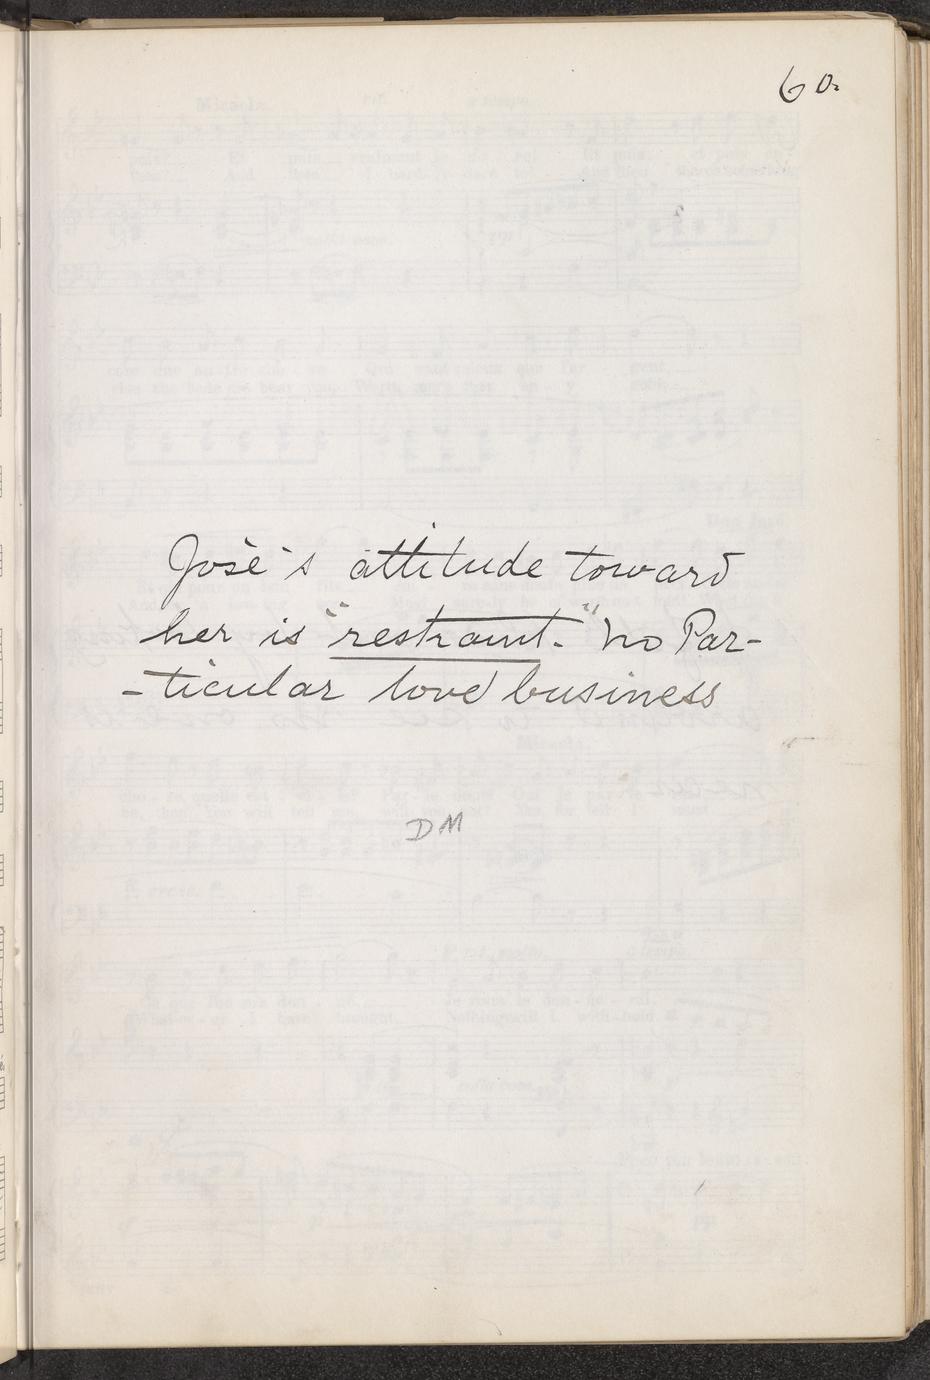 60.
José's attitude toward
her is "restraint." No Par-
-ticular love business
DM